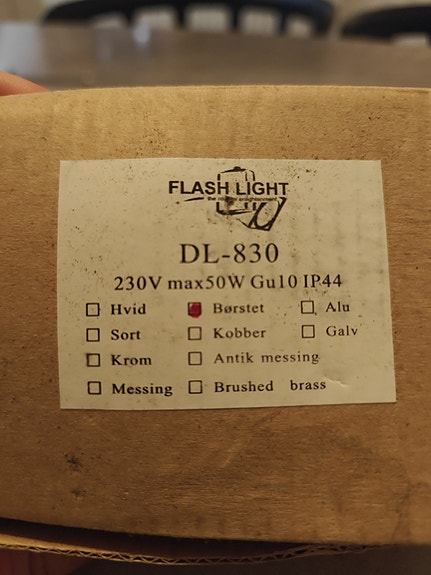 FLASH LIGHT
DL-830
230V max50W Gu10 IP44
Hvid Børstet Alu
Sort Kobber Galv
Krom Antik messing
Messing Brushed brass